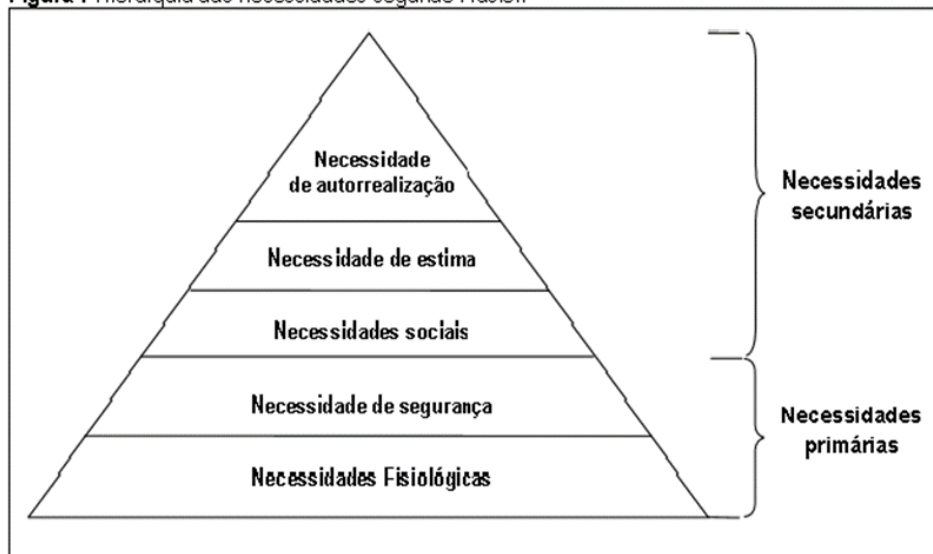 Necessidade
de autorrealização
Necessidade de estima
Necessidades sociais
Necessidade de segurança
Necessidades Fisiológicas
Necessidades
secundárias
Necessidades
primárias